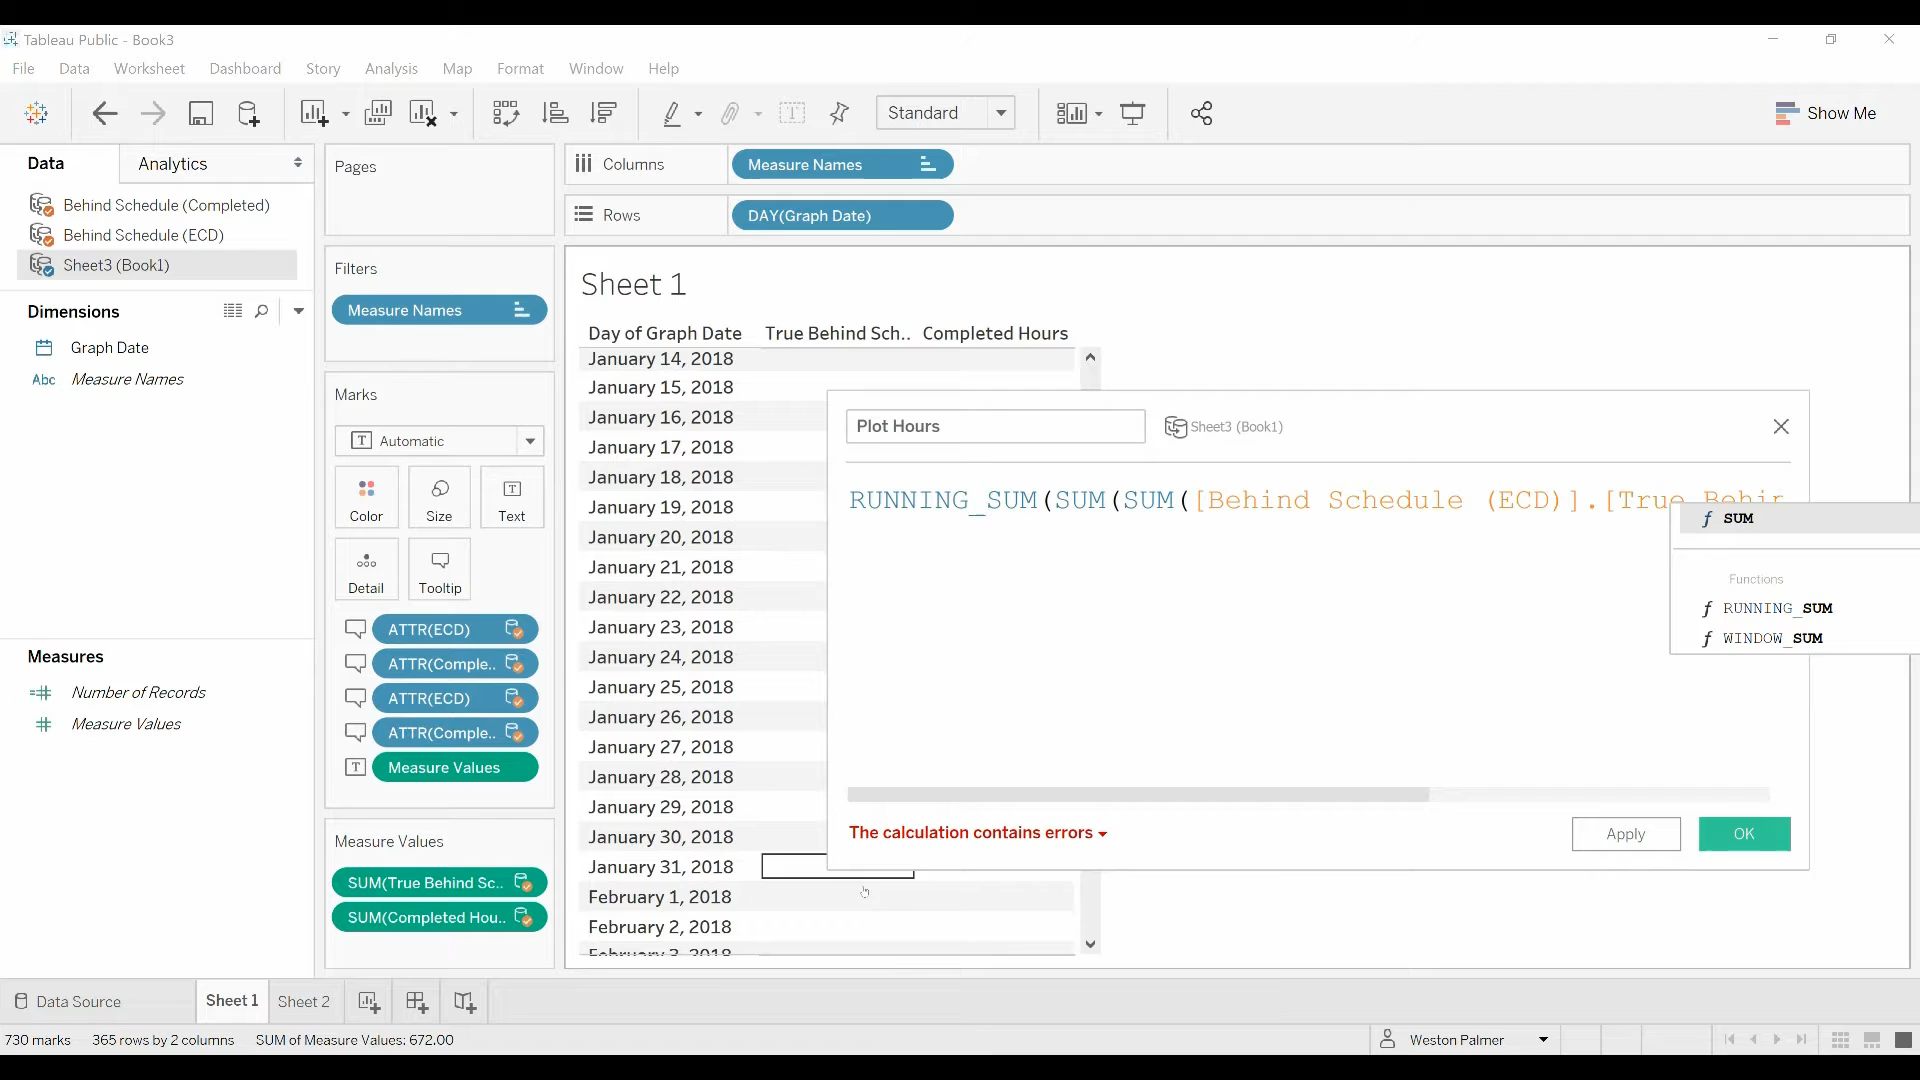 Tableau Public - Book3
File Data Worksheet Dashboard Story Analysis Map Format Window Help
Standard
Show Me
Data
Analytics
Behind Schedule (Completed)
Behind Schedule (ECD)
Sheet3 (Book1)
Dimensions
Graph Date
Abc Measure Names
Measures
Number of Records
Measure Values
Pages
Filters
Measure Names
Marks
Automatic
Color Size Text
Detail Tooltip
ATTR(ECD)
ATTR(Comple..
ATTR(ECD)
ATTR(Comple..
Measure Values
Measure Values
SUM(True Behind Sc..
SUM(Completed Hou..
Columns Measure Names
Rows DAY(Graph Date)
Sheet 1
Day of Graph Date True Behind Sch.. Completed Hours
January 14, 2018
January 15, 2018
January 16, 2018
January 17, 2018
January 18, 2018
January 19, 2018
January 20, 2018
January 21, 2018
January 22, 2018
January 23, 2018
January 24, 2018
January 25, 2018
January 26, 2018
January 27, 2018
January 28, 2018
January 29, 2018
January 30, 2018
January 31, 2018
February 1, 2018
February 2, 2018
February 3, 2018
Plot Hours
Sheet3 (Book1)
RUNNING_SUM(SUM(SUM([Behind Schedule (ECD)].[True
SUM
Functions
RUNNING_SUM
WINDOW_SUM
The calculation contains errors
Apply
OK
Data Source Sheet 1 Sheet 2
730 marks 365 rows by 2 columns SUM of Measure Values: 672.00
Weston Palmer